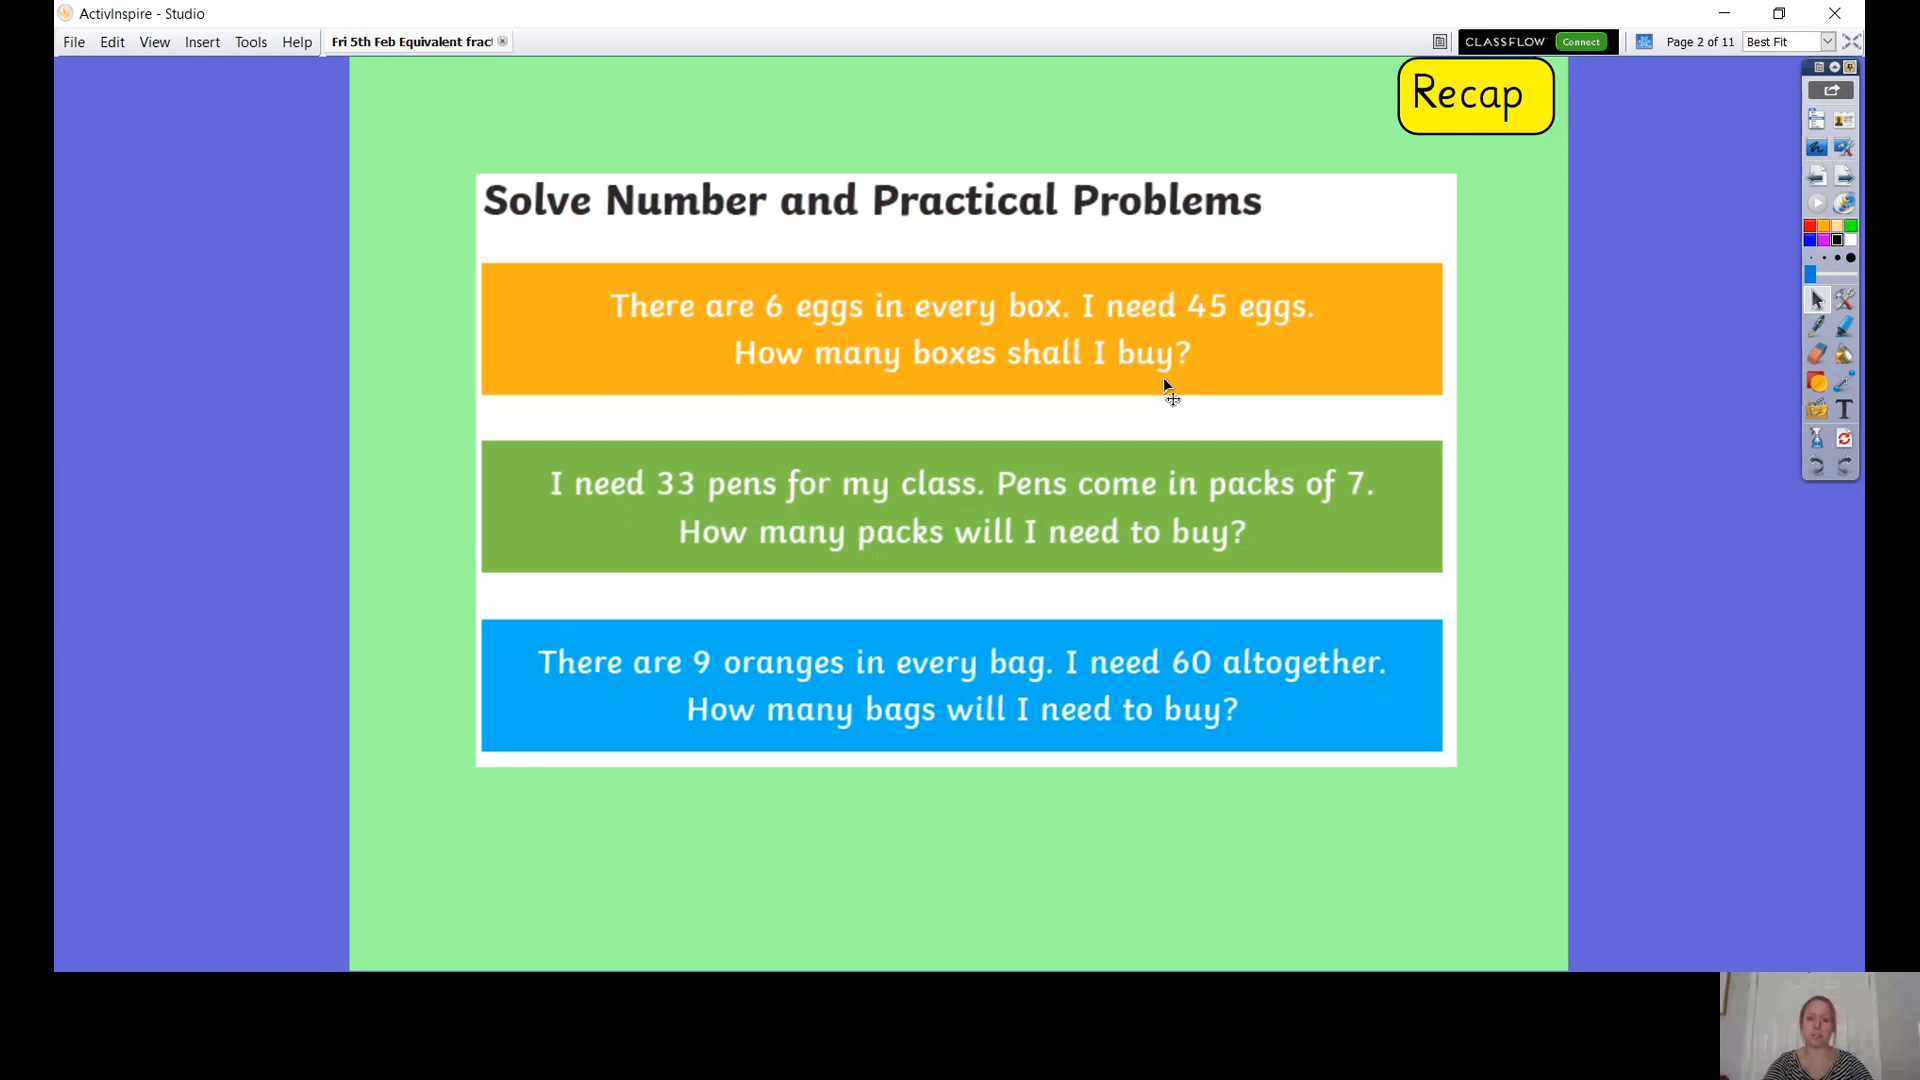 ActivInspire - Studio
File Edit View Insert Tools Help Fri 5th Feb Equivalent frac CLASSFLOW Connect Page 2 of 11 Best Fit
Recap
Solve Number and Practical Problems
There are 6 eggs in every box. I need 45 eggs.
How many boxes shall I buy?
I need 33 pens for my class. Pens come in packs of 7.
How many packs will I need to buy?
There are 9 oranges in every bag. I need 60 altogether.
How many bags will I need to buy?